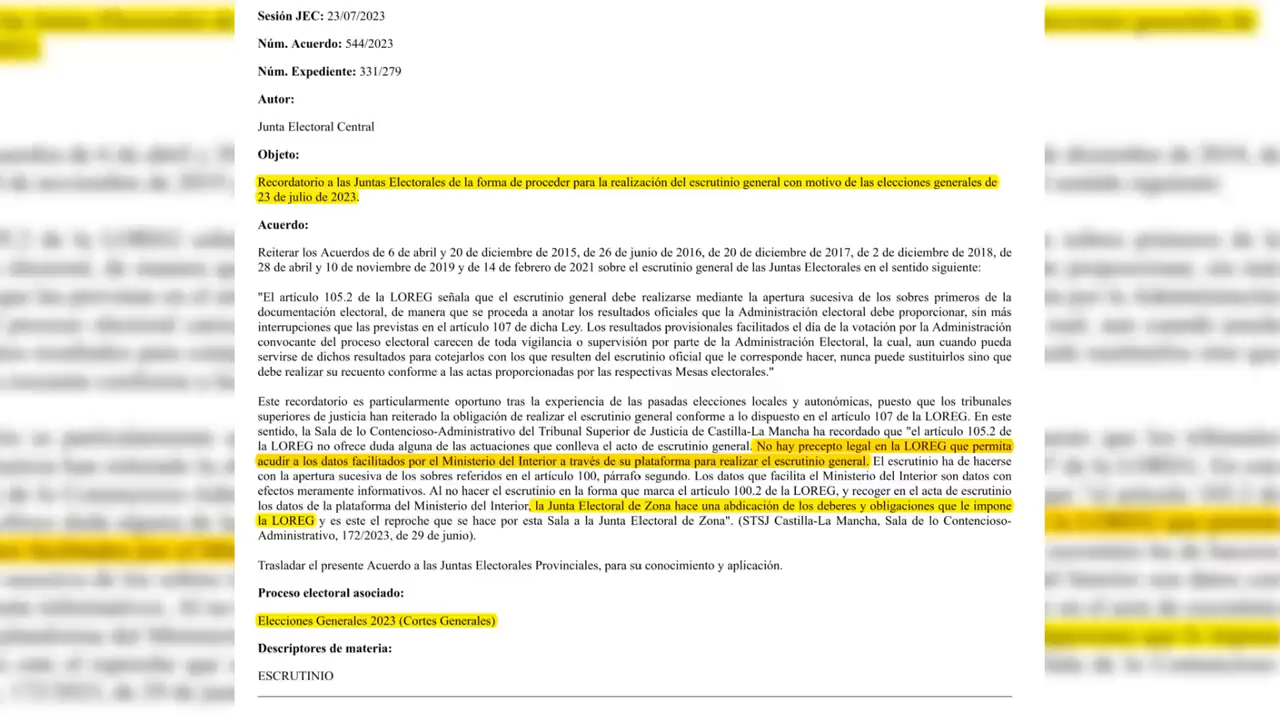 Sesión JEC: 23/07/2023
Núm. Acuerdo: 544/2023
Núm. Expediente: 331/279
Autor:
Junta Electoral Central
Objeto:
Recordatorio a las Juntas Electorales de la forma de proceder para la realización del escrutinio general con motivo de las elecciones generales de
23 de julio de 2023.
Acuerdo:
Reiterar los Acuerdos de 6 de abril y 20 de diciembre de 2015, de 26 de junio de 2016, de 20 de diciembre de 2017, de 2 de diciembre de 2018, de
28 de abril y 10 de noviembre de 2019 y de 14 de febrero de 2021 sobre el escrutinio general de las Juntas Electorales en el sentido siguiente:
"El artículo 105.2 de la LOREG señala que el escrutinio general debe realizarse mediante la apertura sucesiva de los sobres primeros de la
documentación electoral, de manera que se proceda a anotar los resultados oficiales que la Administración electoral debe proporcionar, sin más
interrupciones que las previstas en el artículo 107 de dicha Ley. Los resultados provisionales facilitados el día de la votación por la Administración
convocante del proceso electoral carecen de toda vigilancia o supervisión por parte de la Administración Electoral, la cual, aun cuando pueda
servirse de dichos resultados para cotejarlos con los que resulten del escrutinio oficial que le corresponde hacer, nunca puede sustituirlos sino que
debe realizar su recuento conforme a las actas proporcionadas por las respectivas Mesas electorales."
Este recordatorio es particularmente oportuno tras la experiencia de las pasadas elecciones locales y autonómicas, puesto que los tribunales
superiores de justicia han reiterado la obligación de realizar el escrutinio general conforme a lo dispuesto en el artículo 107 de la LOREG. En este
sentido, la Sala de lo Contencioso-Administrativo del Tribunal Superior de Justicia de Castilla-La Mancha ha recordado que "el artículo 105.2 de
la LOREG no ofrece duda alguna de las actuaciones que conlleva el acto de escrutinio general. No hay precepto legal en la LOREG que permita
acudir a los datos facilitados por el Ministerio del Interior a través de su plataforma para realizar el escrutinio general. El escrutinio ha de hacerse
con la apertura sucesiva de los sobres referidos en el artículo 100, párrafo segundo. Los datos que facilita el Ministerio del Interior son datos con
efectos meramente informativos. Al no hacer el escrutinio en la forma que marca el artículo 100.2 de la LOREG, y recoger en el acta de escrutinio
los datos de la plataforma del Ministerio del Interior, la Junta Electoral de Zona hace una abdicación de los deberes y obligaciones que le impone
la LOREG y es este el reproche que se hace por esta Sala a la Junta Electoral de Zona". (STSJ Castilla-La Mancha, Sala de lo Contencioso-
Administrativo, 172/2023, de 29 de junio).
Trasladar el presente Acuerdo a las Juntas Electorales Provinciales, para su conocimiento y aplicación.
Proceso electoral asociado:
Elecciones Generales 2023 (Cortes Generales)
Descriptores de materia:
ESCRUTINIO